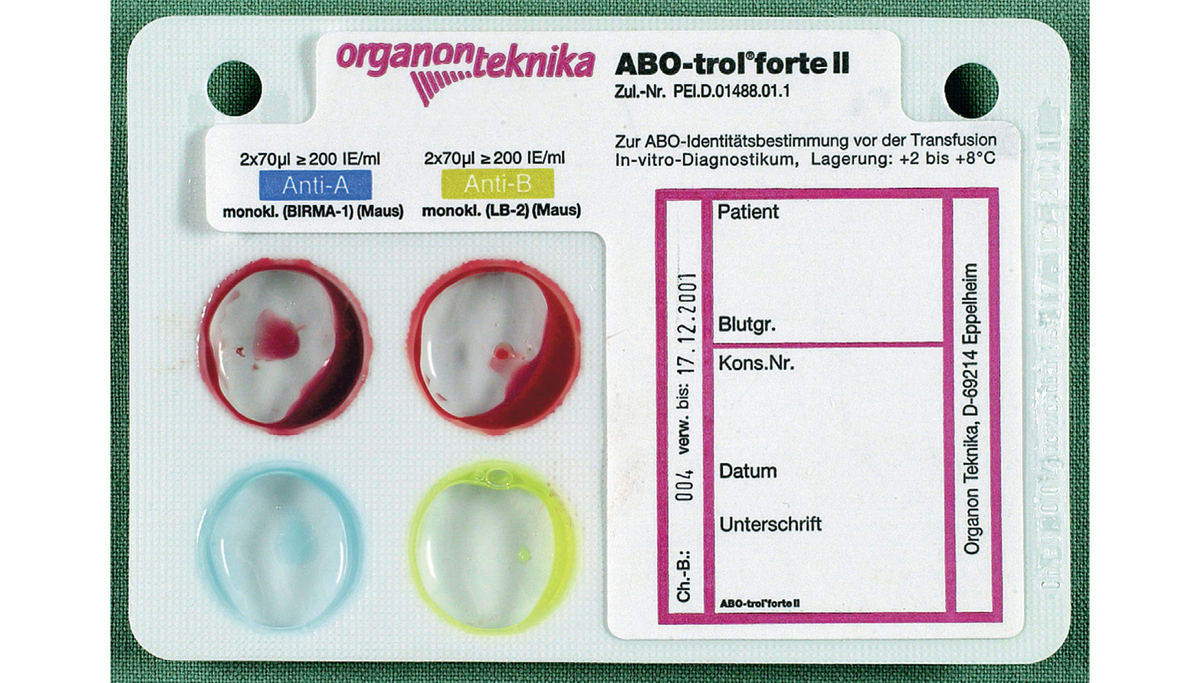 organon teknika
ABO-trol®forte II
Zul.-Nr. PEI.D.01488.01.1
Zur ABO-Identitätsbestimmung vor der Transfusion
In-vitro-Diagnostikum, Lagerung: +2 bis +8°C
2x70µl ≥ 200 IE/ml
Anti-A
monokl. (BIRMA-1) (Maus)
2x70µl ≥ 200 IE/ml
Anti-B
monokl. (LB-2) (Maus)
Ch.-B.: 004 verw. bis: 17.12.2001
Patient
Blutgr.
Kons.Nr.
Datum
Unterschrift
ABO-trol®forte II
Organon Teknika, D-69214 Eppelheim